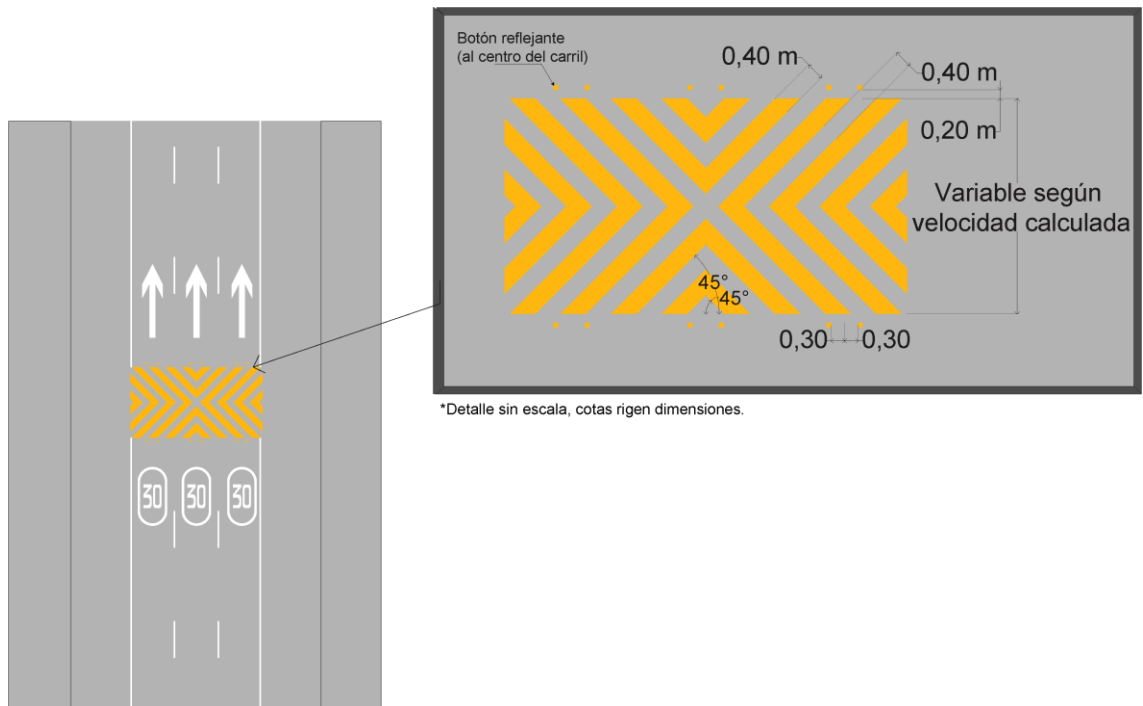 Botón reflejante
(al centro del carril)
0,40 m
0,40 m
0,20 m
Variable según
velocidad calculada
45°
45°
0,30
0,30
*Detalle sin escala, cotas rigen dimensiones.
30
30
30